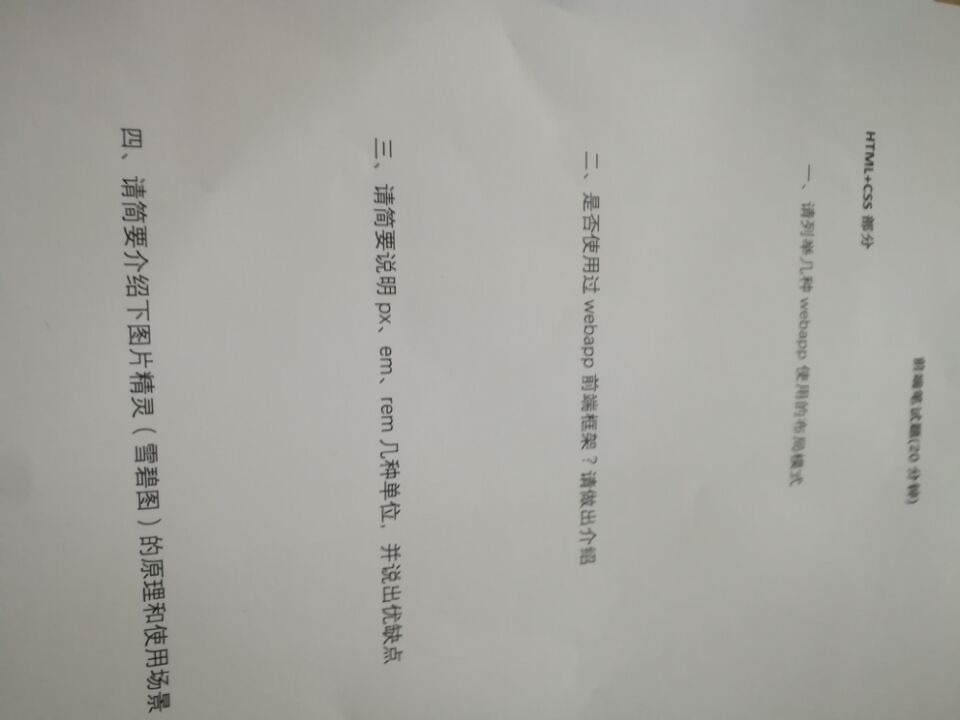 前端笔试题(20 分钟)
HTML+CSS 部分
一、请列举几种 webapp 使用的布局模式
二、是否使用过 webapp 前端框架？请做出介绍
三、请简要说明 px、em、rem 几种单位，并说出优缺点
四、请简要介绍下图片精灵（雪碧图）的原理和使用场景